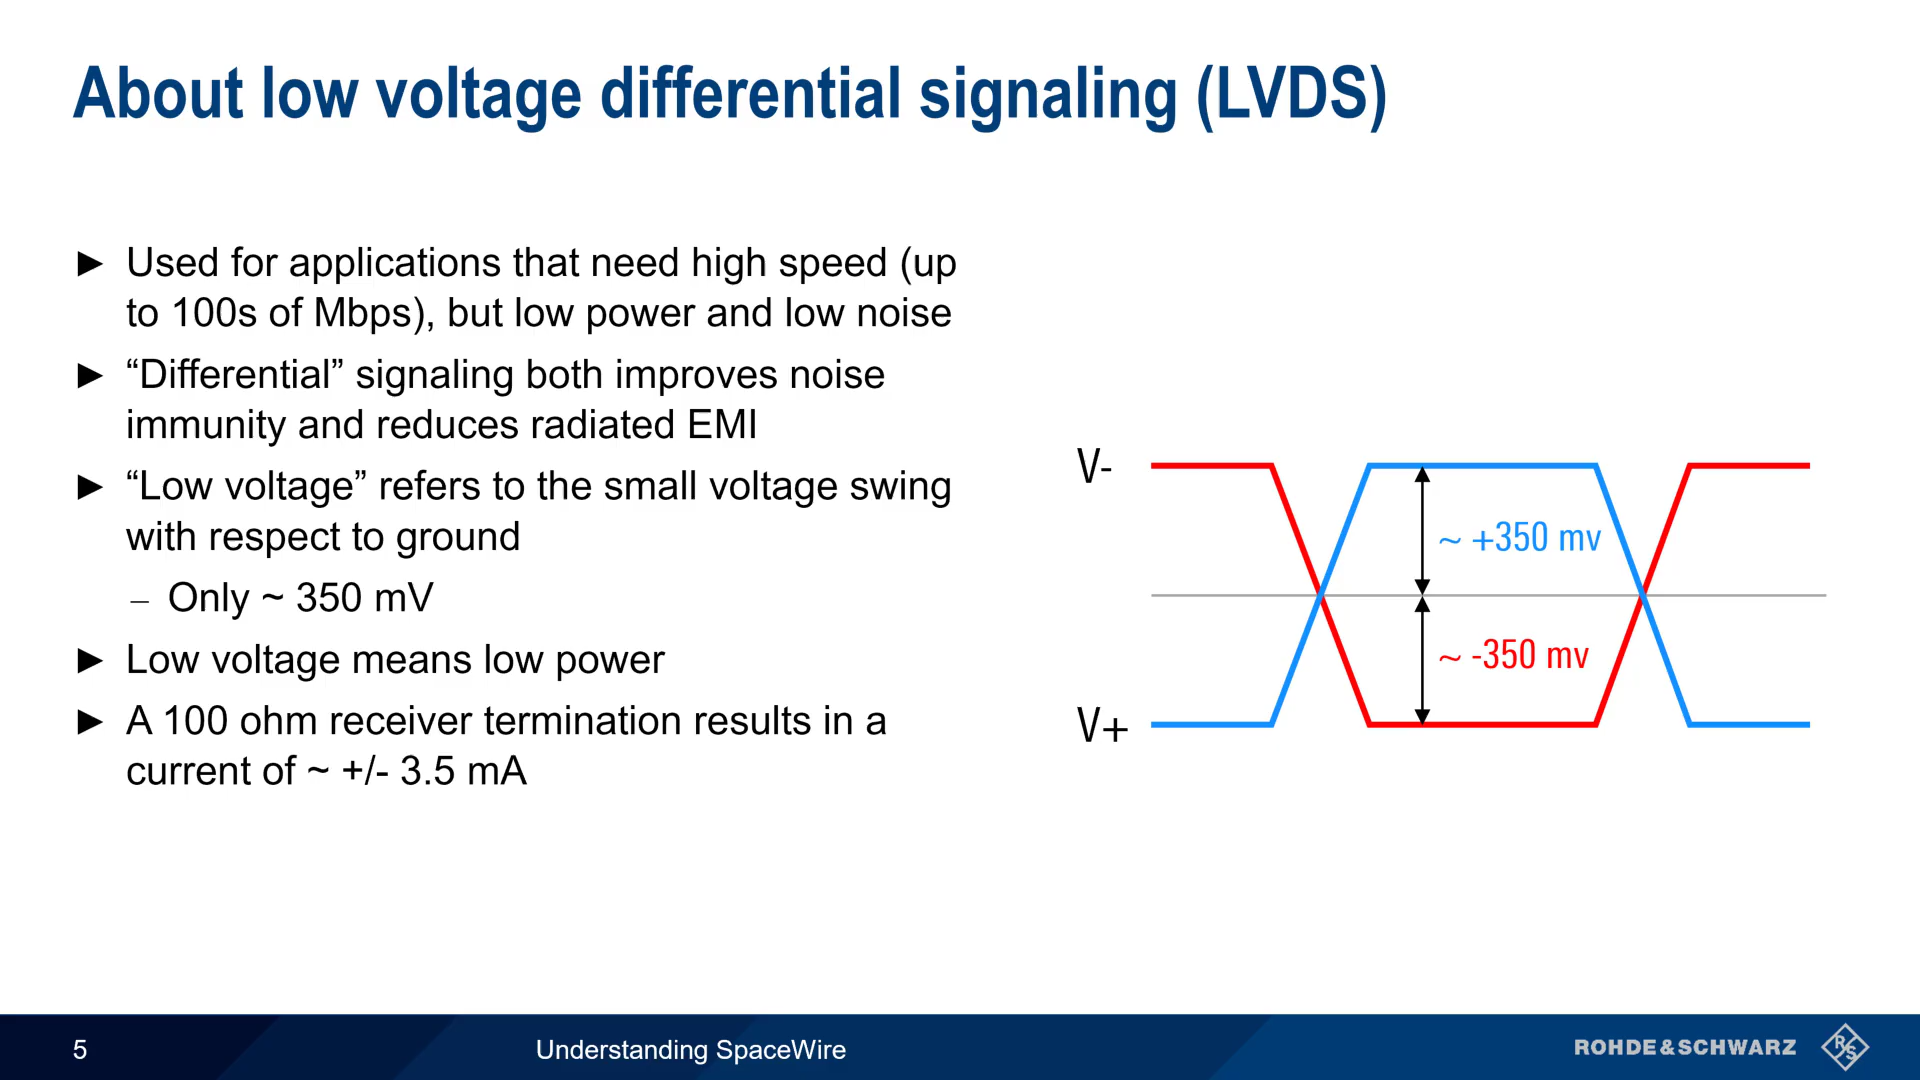 About low voltage differential signaling (LVDS)
► Used for applications that need high speed (up
to 100s of Mbps), but low power and low noise
► “Differential” signaling both improves noise
immunity and reduces radiated EMI
► “Low voltage” refers to the small voltage swing
with respect to ground
– Only ~ 350 mV
► Low voltage means low power
► A 100 ohm receiver termination results in a
current of ~ +/- 3.5 mA
V-
~ +350 mv
~ -350 mv
V+
5
Understanding SpaceWire
ROHDE&SCHWARZ
R&S